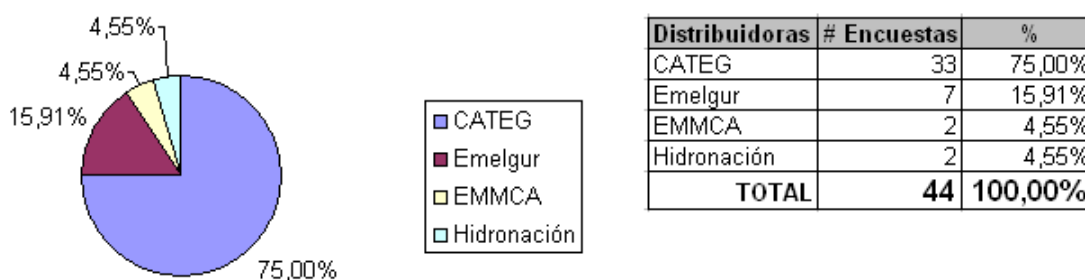 4,55%
4,55%
15,91%
75,00%
CATEG
Emelgur
EMMCA
Hidronación
Distribuidoras # Encuestas %
CATEG 33 75,00%
Emelgur 7 15,91%
EMMCA 2 4,55%
Hidronación 2 4,55%
TOTAL 44 100,00%